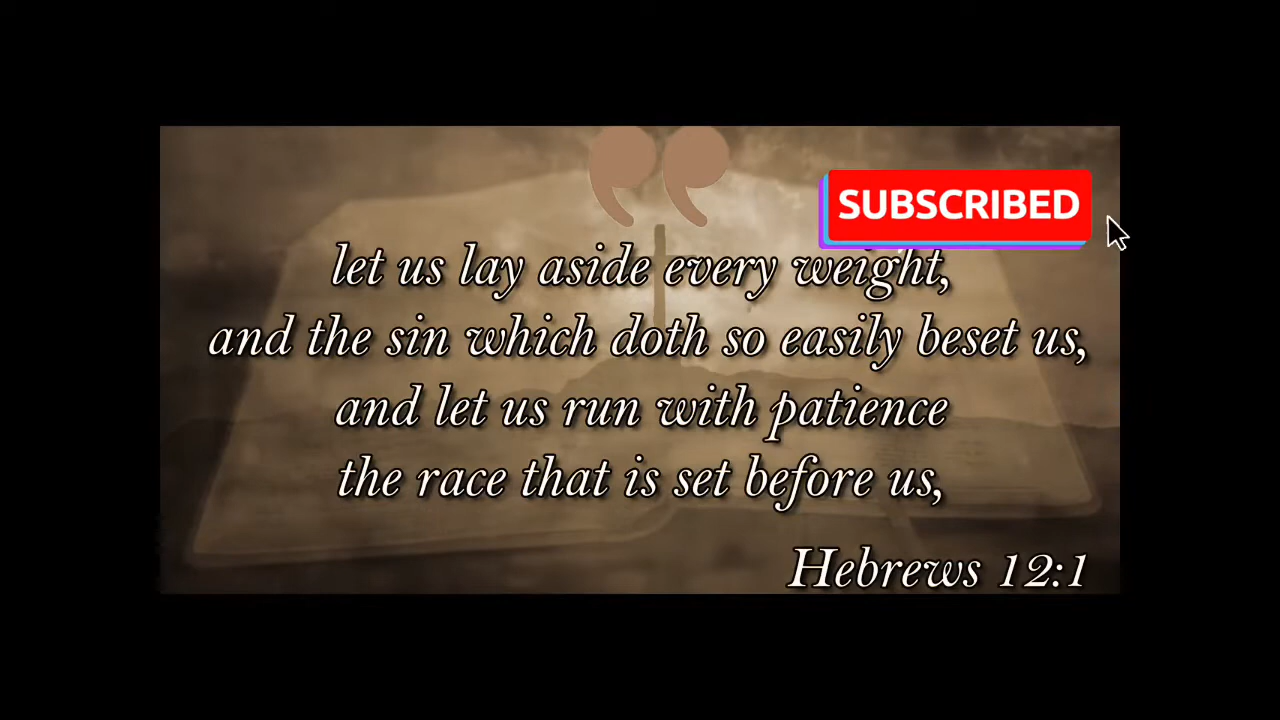 ❜❜
SUBSCRIBED
let us lay aside every weight,
and the sin which doth so easily beset us,
and let us run with patience
the race that is set before us,
Hebrews 12:1